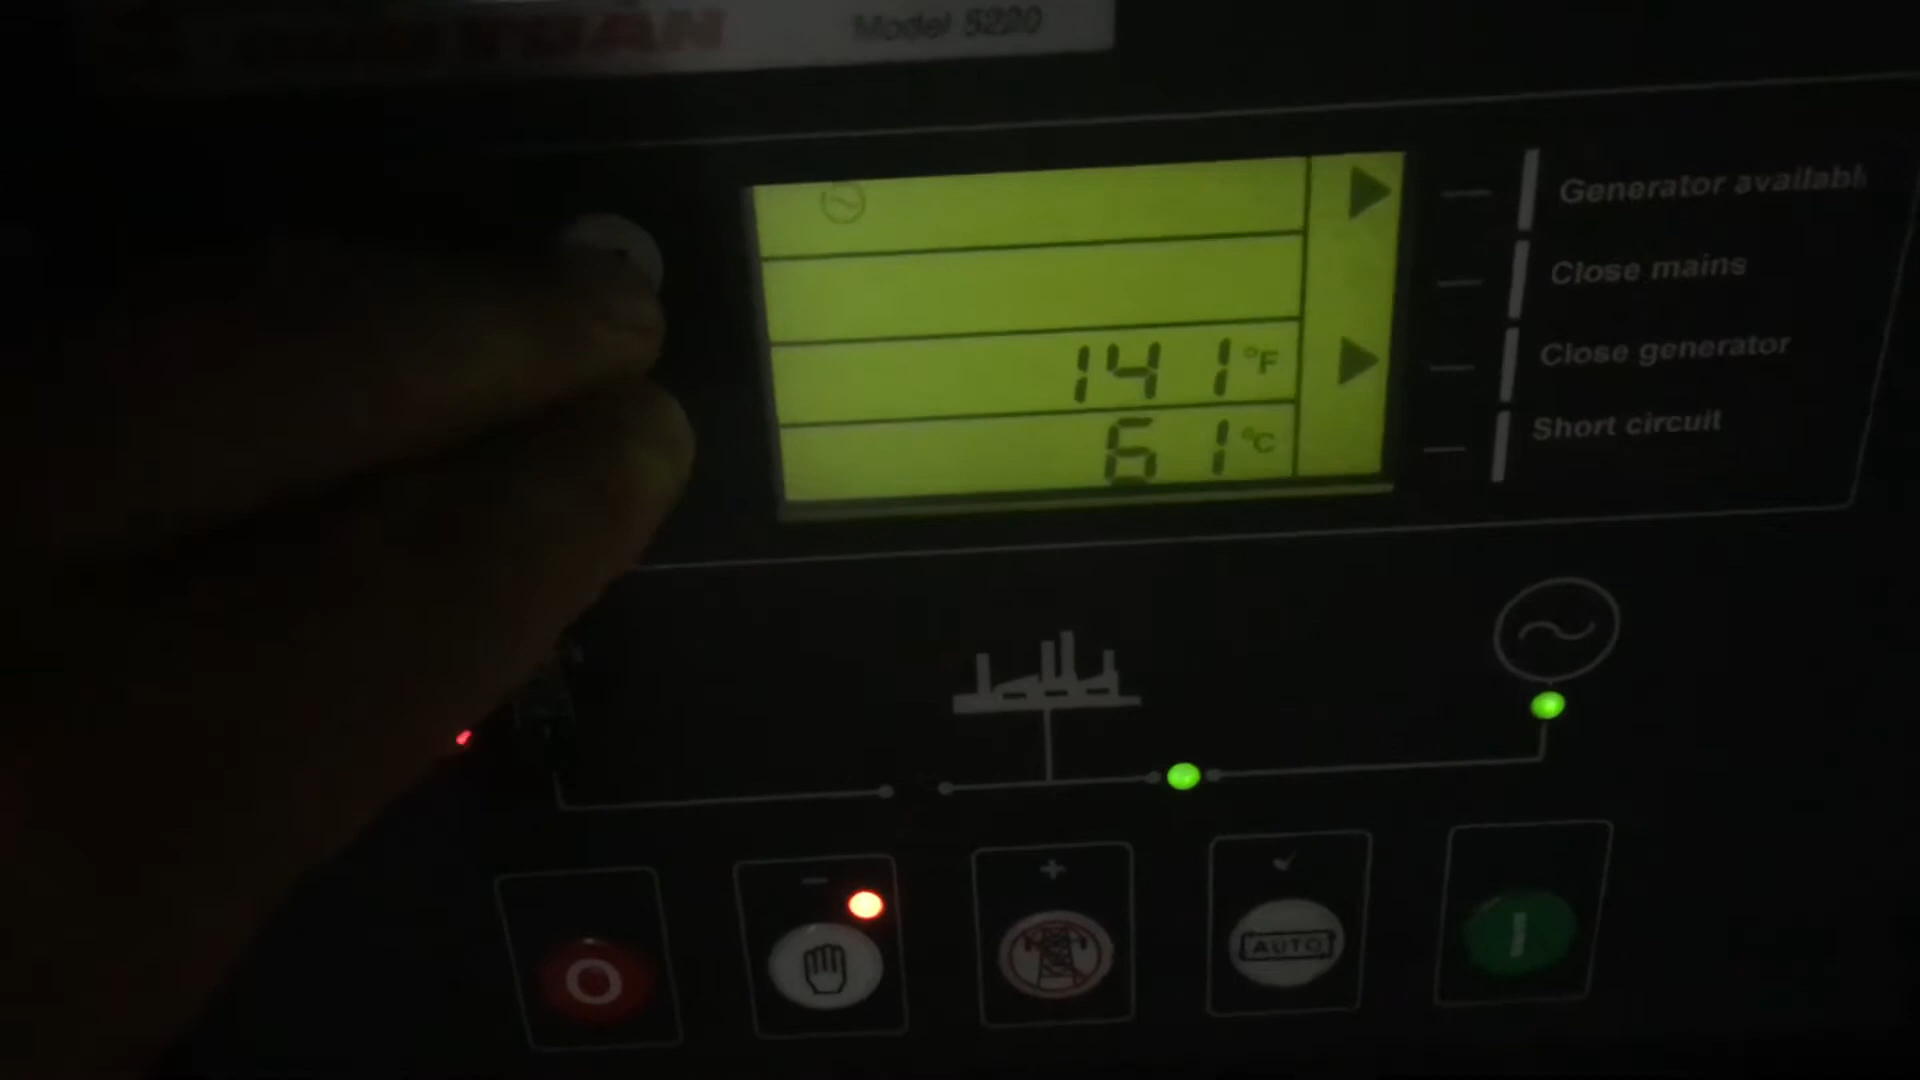 Model 5220
Generator availabl
Close mains
141 °F
Close generator
61 °C
Short circuit
AUTO